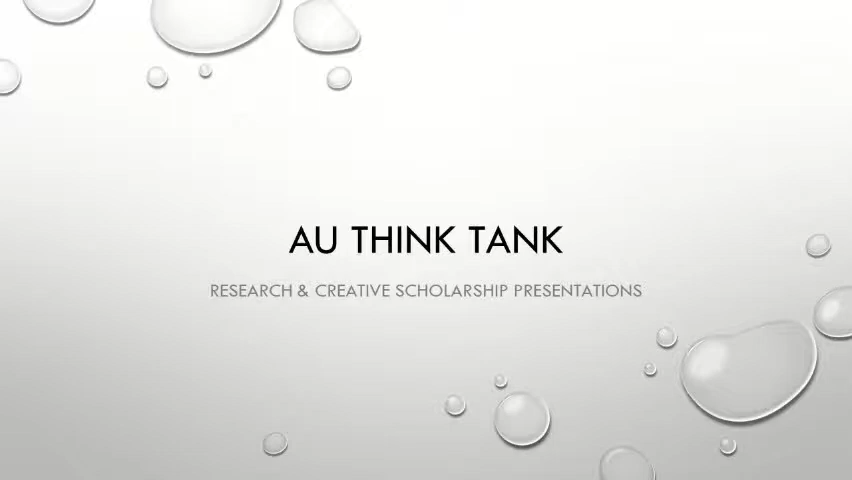 AU THINK TANK
RESEARCH & CREATIVE SCHOLARSHIP PRESENTATIONS